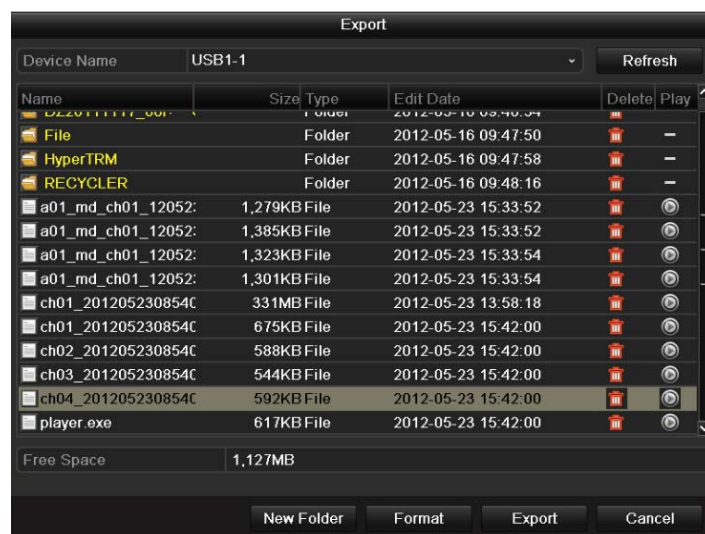 Export
Device Name USB1-1 Refresh
Name Size Type Edit Date Delete Play
File Folder 2012-05-16 09:47:50
HyperTRM Folder 2012-05-16 09:47:58
RECYCLER Folder 2012-05-16 09:48:16
a01_md_ch01_12052: 1,279KB File 2012-05-23 15:33:52
a01_md_ch01_12052: 1,385KB File 2012-05-23 15:33:52
a01_md_ch01_12052: 1,323KB File 2012-05-23 15:33:54
a01_md_ch01_12052: 1,301KB File 2012-05-23 15:33:54
ch01_2012052308540 331MB File 2012-05-23 13:58:18
ch01_2012052308540 675KB File 2012-05-23 15:42:00
ch02_2012052308540 588KB File 2012-05-23 15:42:00
ch03_2012052308540 544KB File 2012-05-23 15:42:00
ch04_2012052308540 592KB File 2012-05-23 15:42:00
player.exe 617KB File 2012-05-23 15:42:00
Free Space 1,127MB
New Folder Format Export Cancel